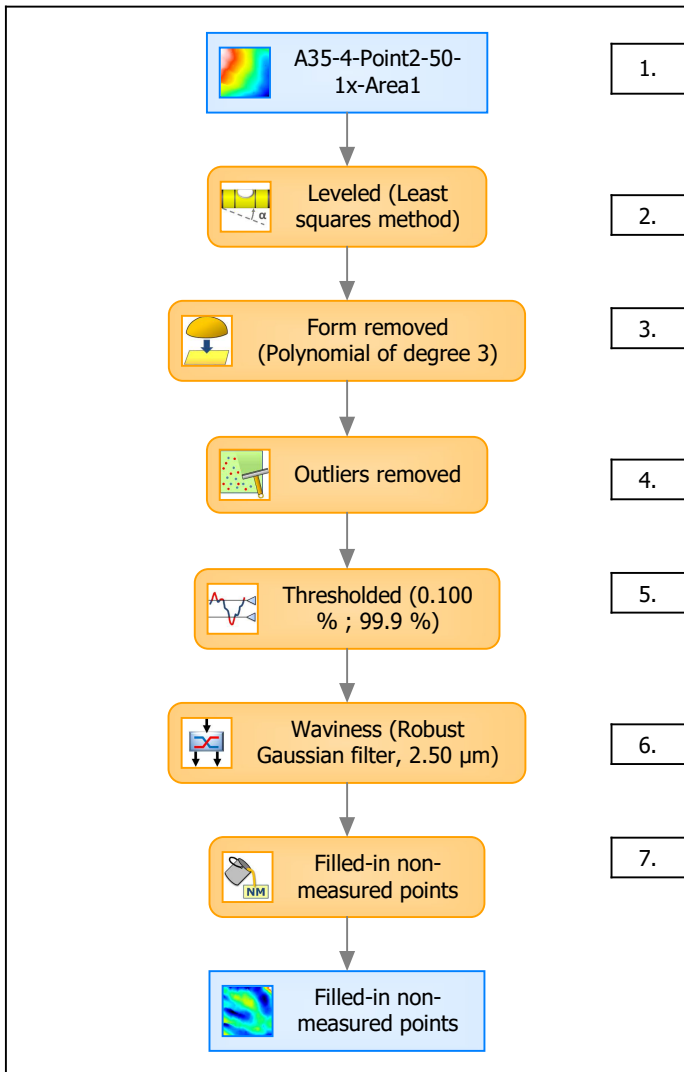 A35-4-Point2-50-
1x-Area1
1.
Leveled (Least
squares method)
α
2.
Form removed
(Polynomial of degree 3)
3.
Outliers removed
4.
Thresholded (0.100
% ; 99.9 %)
5.
Waviness (Robust
Gaussian filter, 2.50 µm)
6.
Filled-in non-
measured points
NM
7.
Filled-in non-
measured points